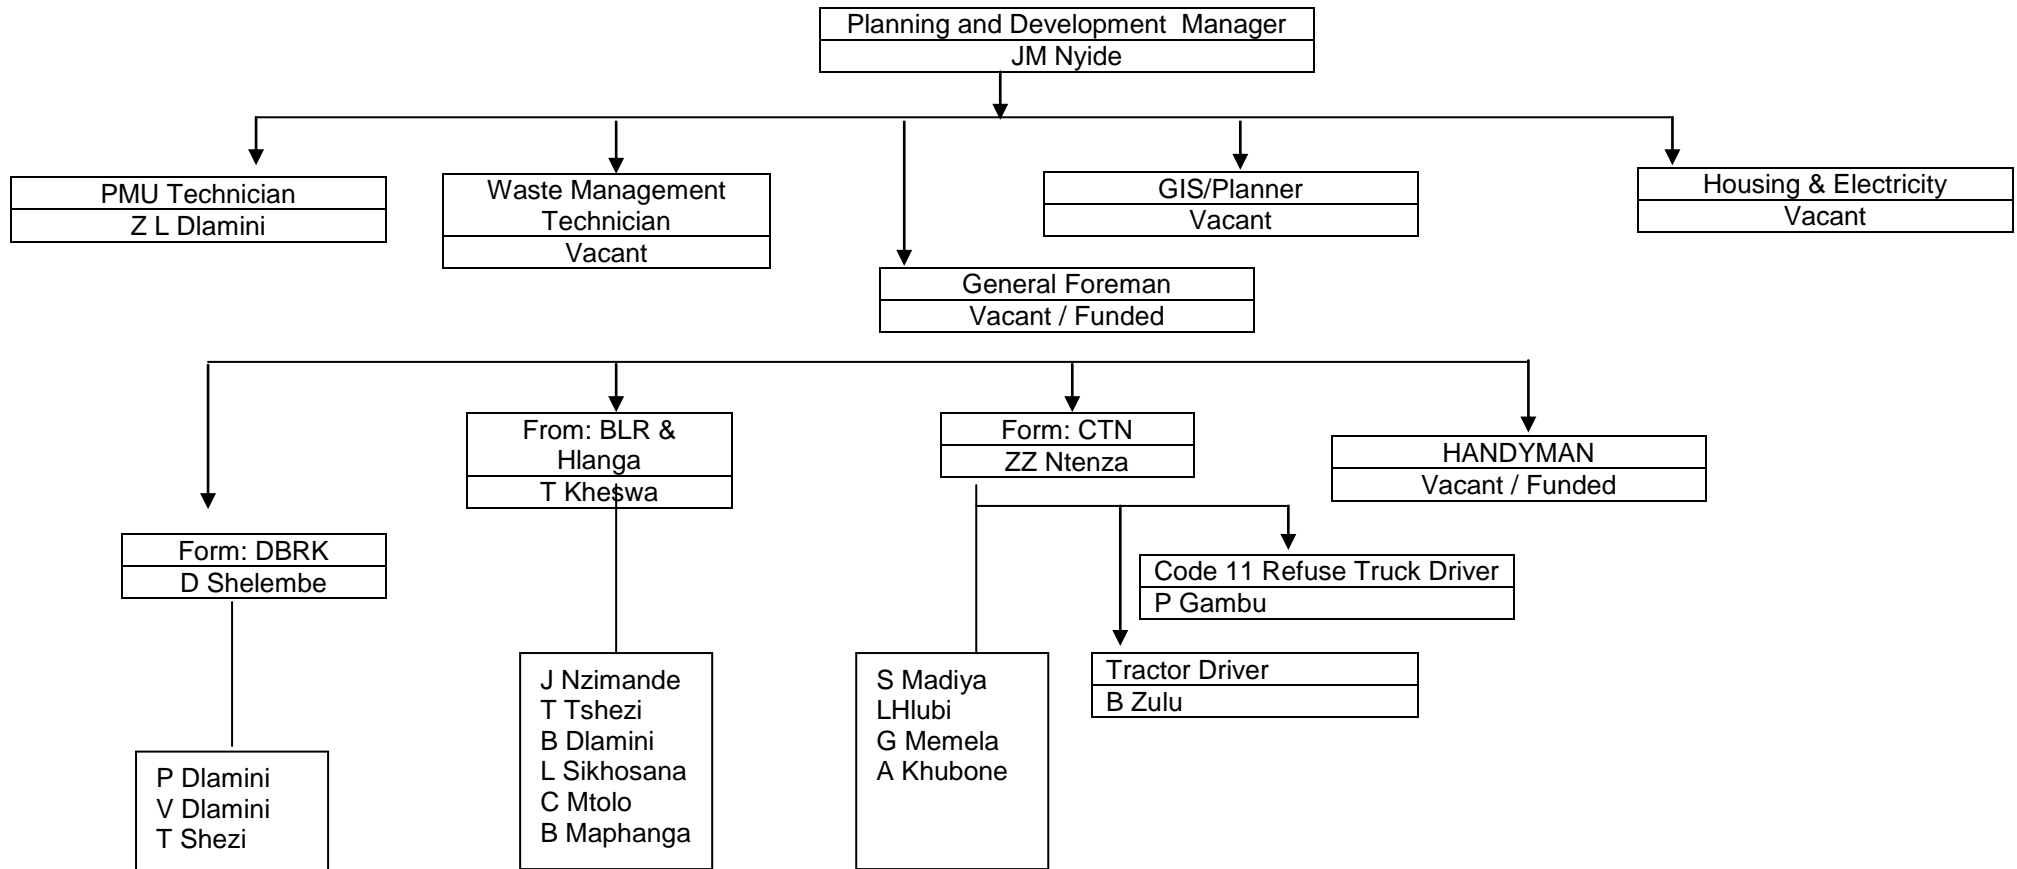 Planning and Development  Manager
JM Nyide
PMU Technician
Z L Dlamini
Waste Management
Technician
Vacant
GIS/Planner
Vacant
Housing & Electricity
Vacant
General Foreman
Vacant / Funded
From: BLR &
Hlanga
T Kheswa
Form: CTN
ZZ Ntenza
HANDYMAN
Vacant / Funded
Form: DBRK
D Shelembe
Code 11 Refuse Truck Driver
P Gambu
Tractor Driver
B Zulu
P Dlamini
V Dlamini
T Shezi
J Nzimande
T Tshezi
B Dlamini
L Sikhosana
C Mtolo
B Maphanga
S Madiya
LHlubi
G Memela
A Khubone